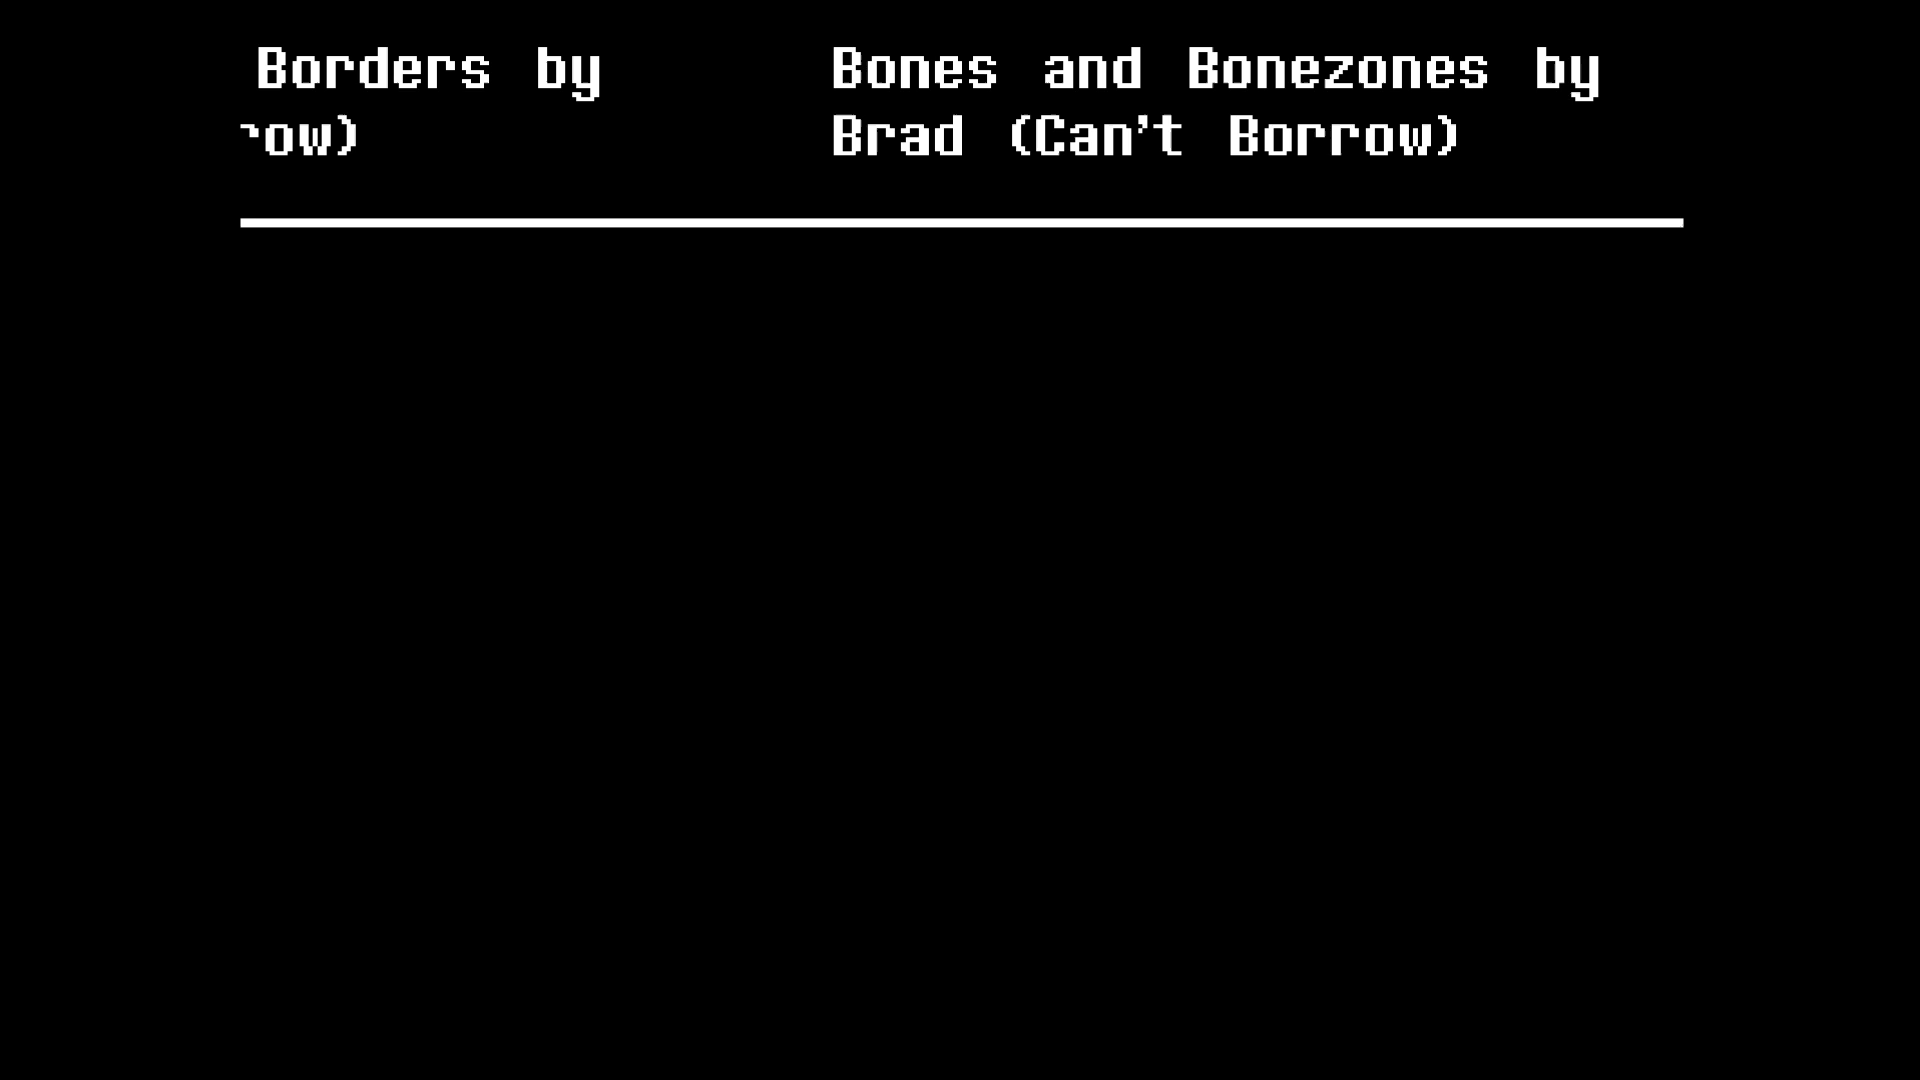 Borders by
ow)
Bones and Bonezones by
Brad (Can't Borrow)